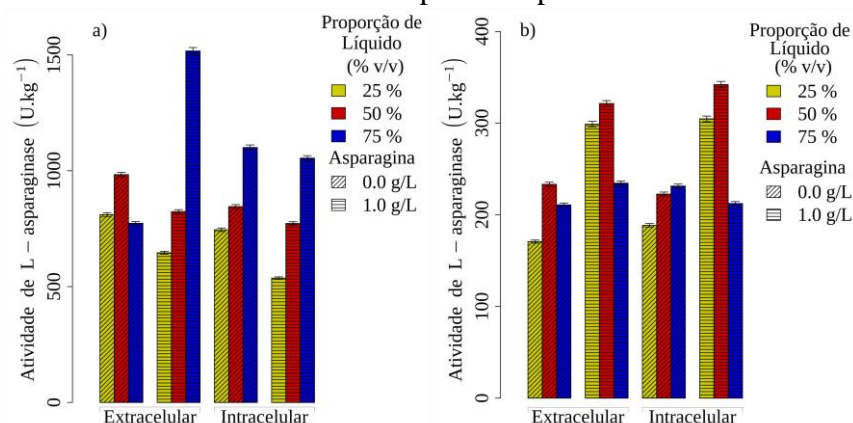 a)
Atividade de L − asparaginase (U.kg⁻¹)
0
500
1000
1500
Extracelular
Intracelular
Proporção de
Líquido
(% v/v)
25 %
50 %
75 %
Asparagina
0.0 g/L
1.0 g/L
b)
Atividade de L − asparaginase (U.kg⁻¹)
0
100
200
300
400
Extracelular
Intracelular
Proporção de
Líquido
(% v/v)
25 %
50 %
75 %
Asparagina
0.0 g/L
1.0 g/L